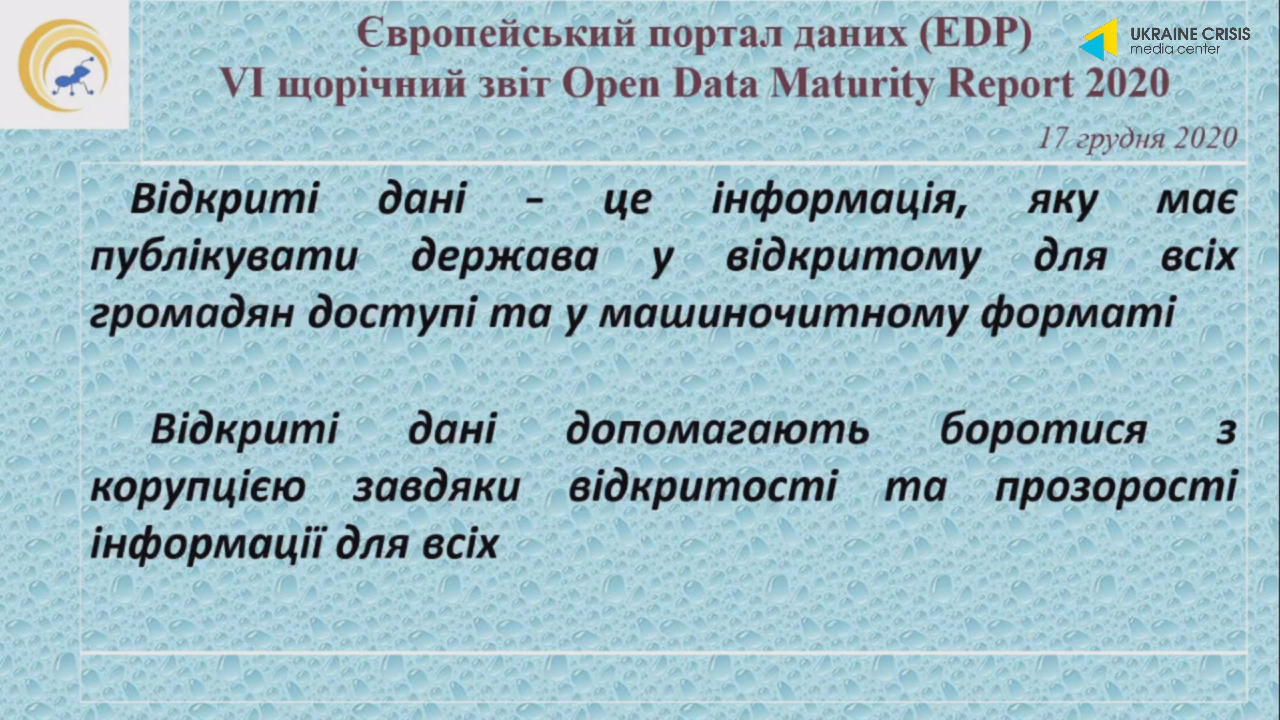 Європейський портал даних (EDP)
UKRAINE CRISIS
media center
VI щорічний звіт Open Data Maturity Report 2020
17 грудня 2020
Відкриті дані – це інформація, яку має
публікувати держава у відкритому для всіх
громадян доступі та у машиночитному форматі
Відкриті дані допомагають боротися з
корупцією завдяки відкритості та прозорості
інформації для всіх